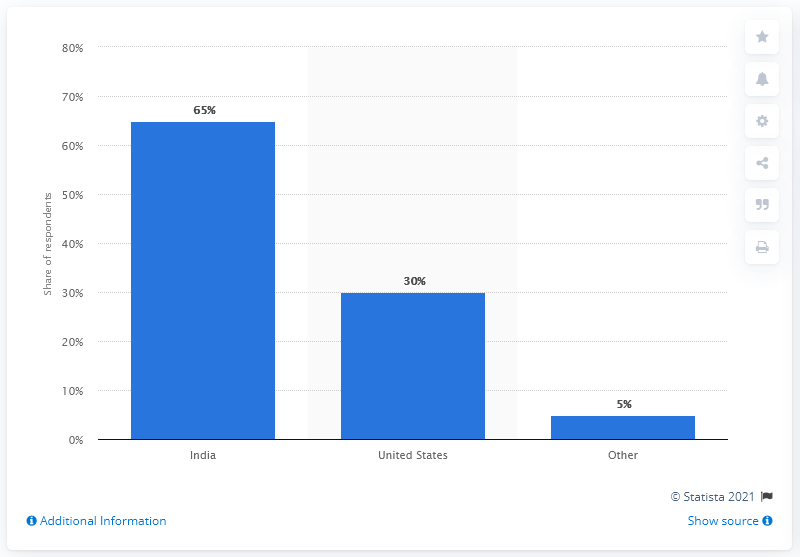 80%
70%
60%
50%
40%
30%
20%
10%
0%
Share of respondents
65%
30%
5%
India
United States
Other
© Statista 2021
Additional Information
Show source